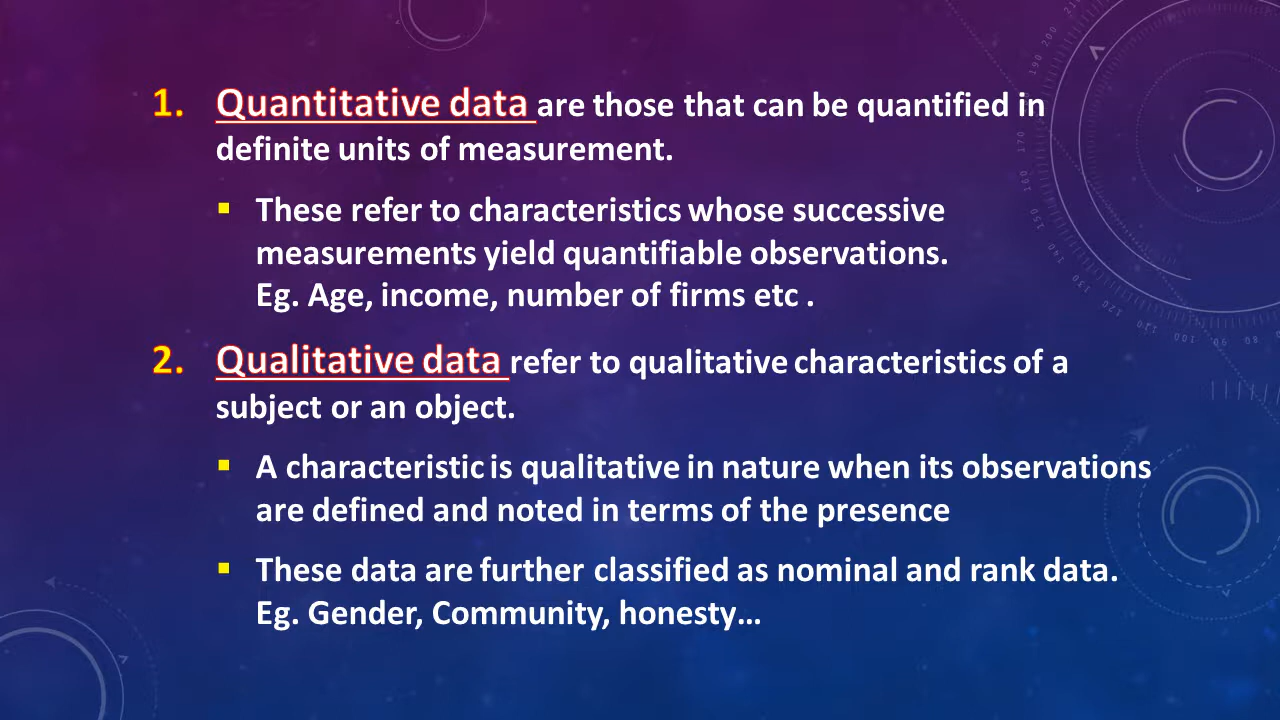 1. Quantitative data are those that can be quantified in
definite units of measurement.
▪ These refer to characteristics whose successive
measurements yield quantifiable observations.
Eg. Age, income, number of firms etc .
2. Qualitative data refer to qualitative characteristics of a
subject or an object.
▪ A characteristic is qualitative in nature when its observations
are defined and noted in terms of the presence
▪ These data are further classified as nominal and rank data.
Eg. Gender, Community, honesty…